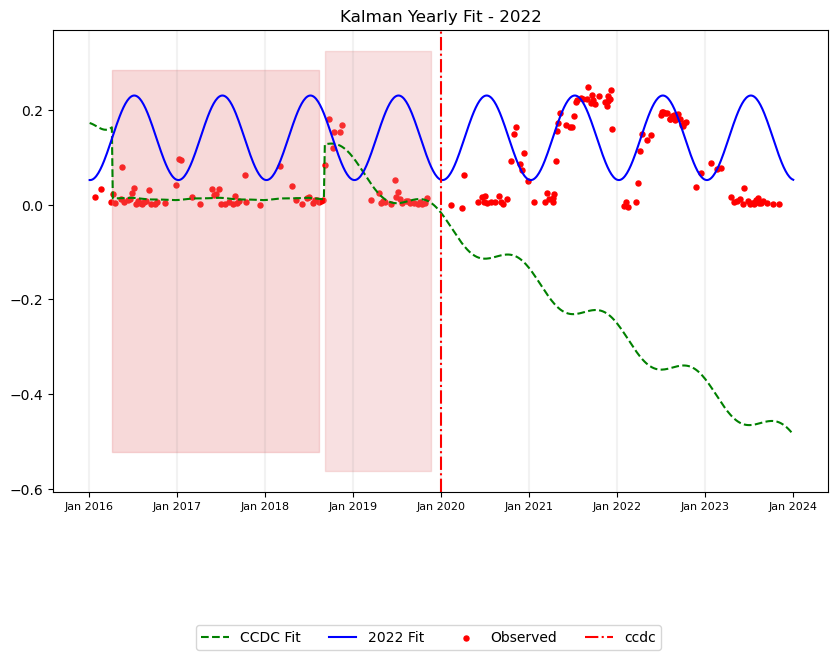 Kalman Yearly Fit - 2022
0.2
0.0
−0.2
−0.4
−0.6
Jan 2016 Jan 2017 Jan 2018 Jan 2019 Jan 2020 Jan 2021 Jan 2022 Jan 2023 Jan 2024
CCDC Fit 2022 Fit Observed ccdc